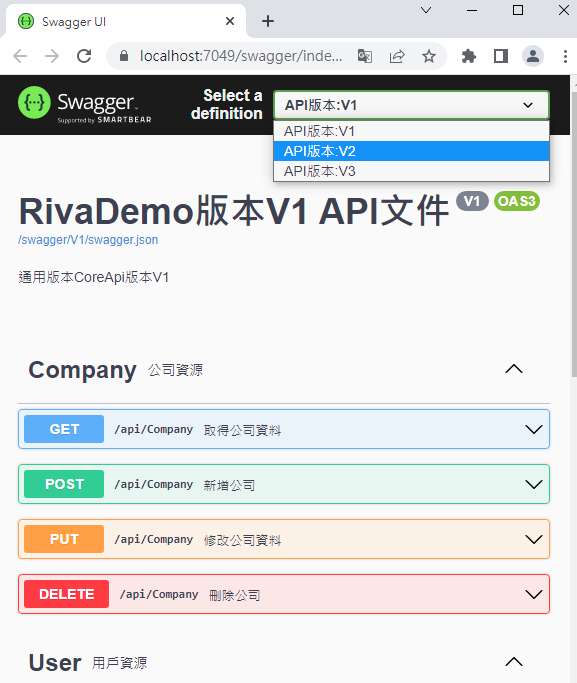 Swagger UI
localhost:7049/swagger/inde...
Swagger.
Supported by SMARTBEAR
Select a definition
API版本:V1
API版本:V1
API版本:V2
API版本:V3
RivaDemo版本V1 API文件 V1 OAS3
/swagger/V1/swagger.json
通用版本CoreApi版本V1
Company 公司資源
GET /api/Company 取得公司資料
POST /api/Company 新增公司
PUT /api/Company 修改公司資料
DELETE /api/Company 刪除公司
User 用戶資源